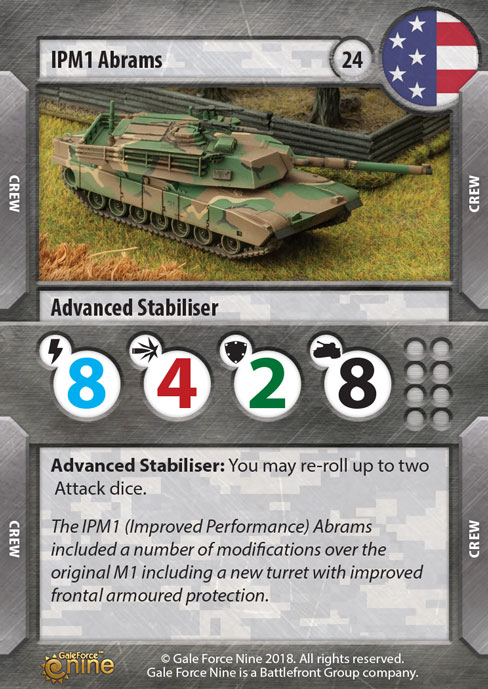 IPM1 Abrams
24
CREW
CREW
Advanced Stabiliser
8
4
2
8
Advanced Stabiliser: You may re-roll up to two
Attack dice.
The IPM1 (Improved Performance) Abrams
included a number of modifications over the
original M1 including a new turret with improved
frontal armoured protection.
CREW
CREW
GaleForce™
nine
© Gale Force Nine 2018. All rights reserved.
Gale Force Nine is a Battlefront Group company.